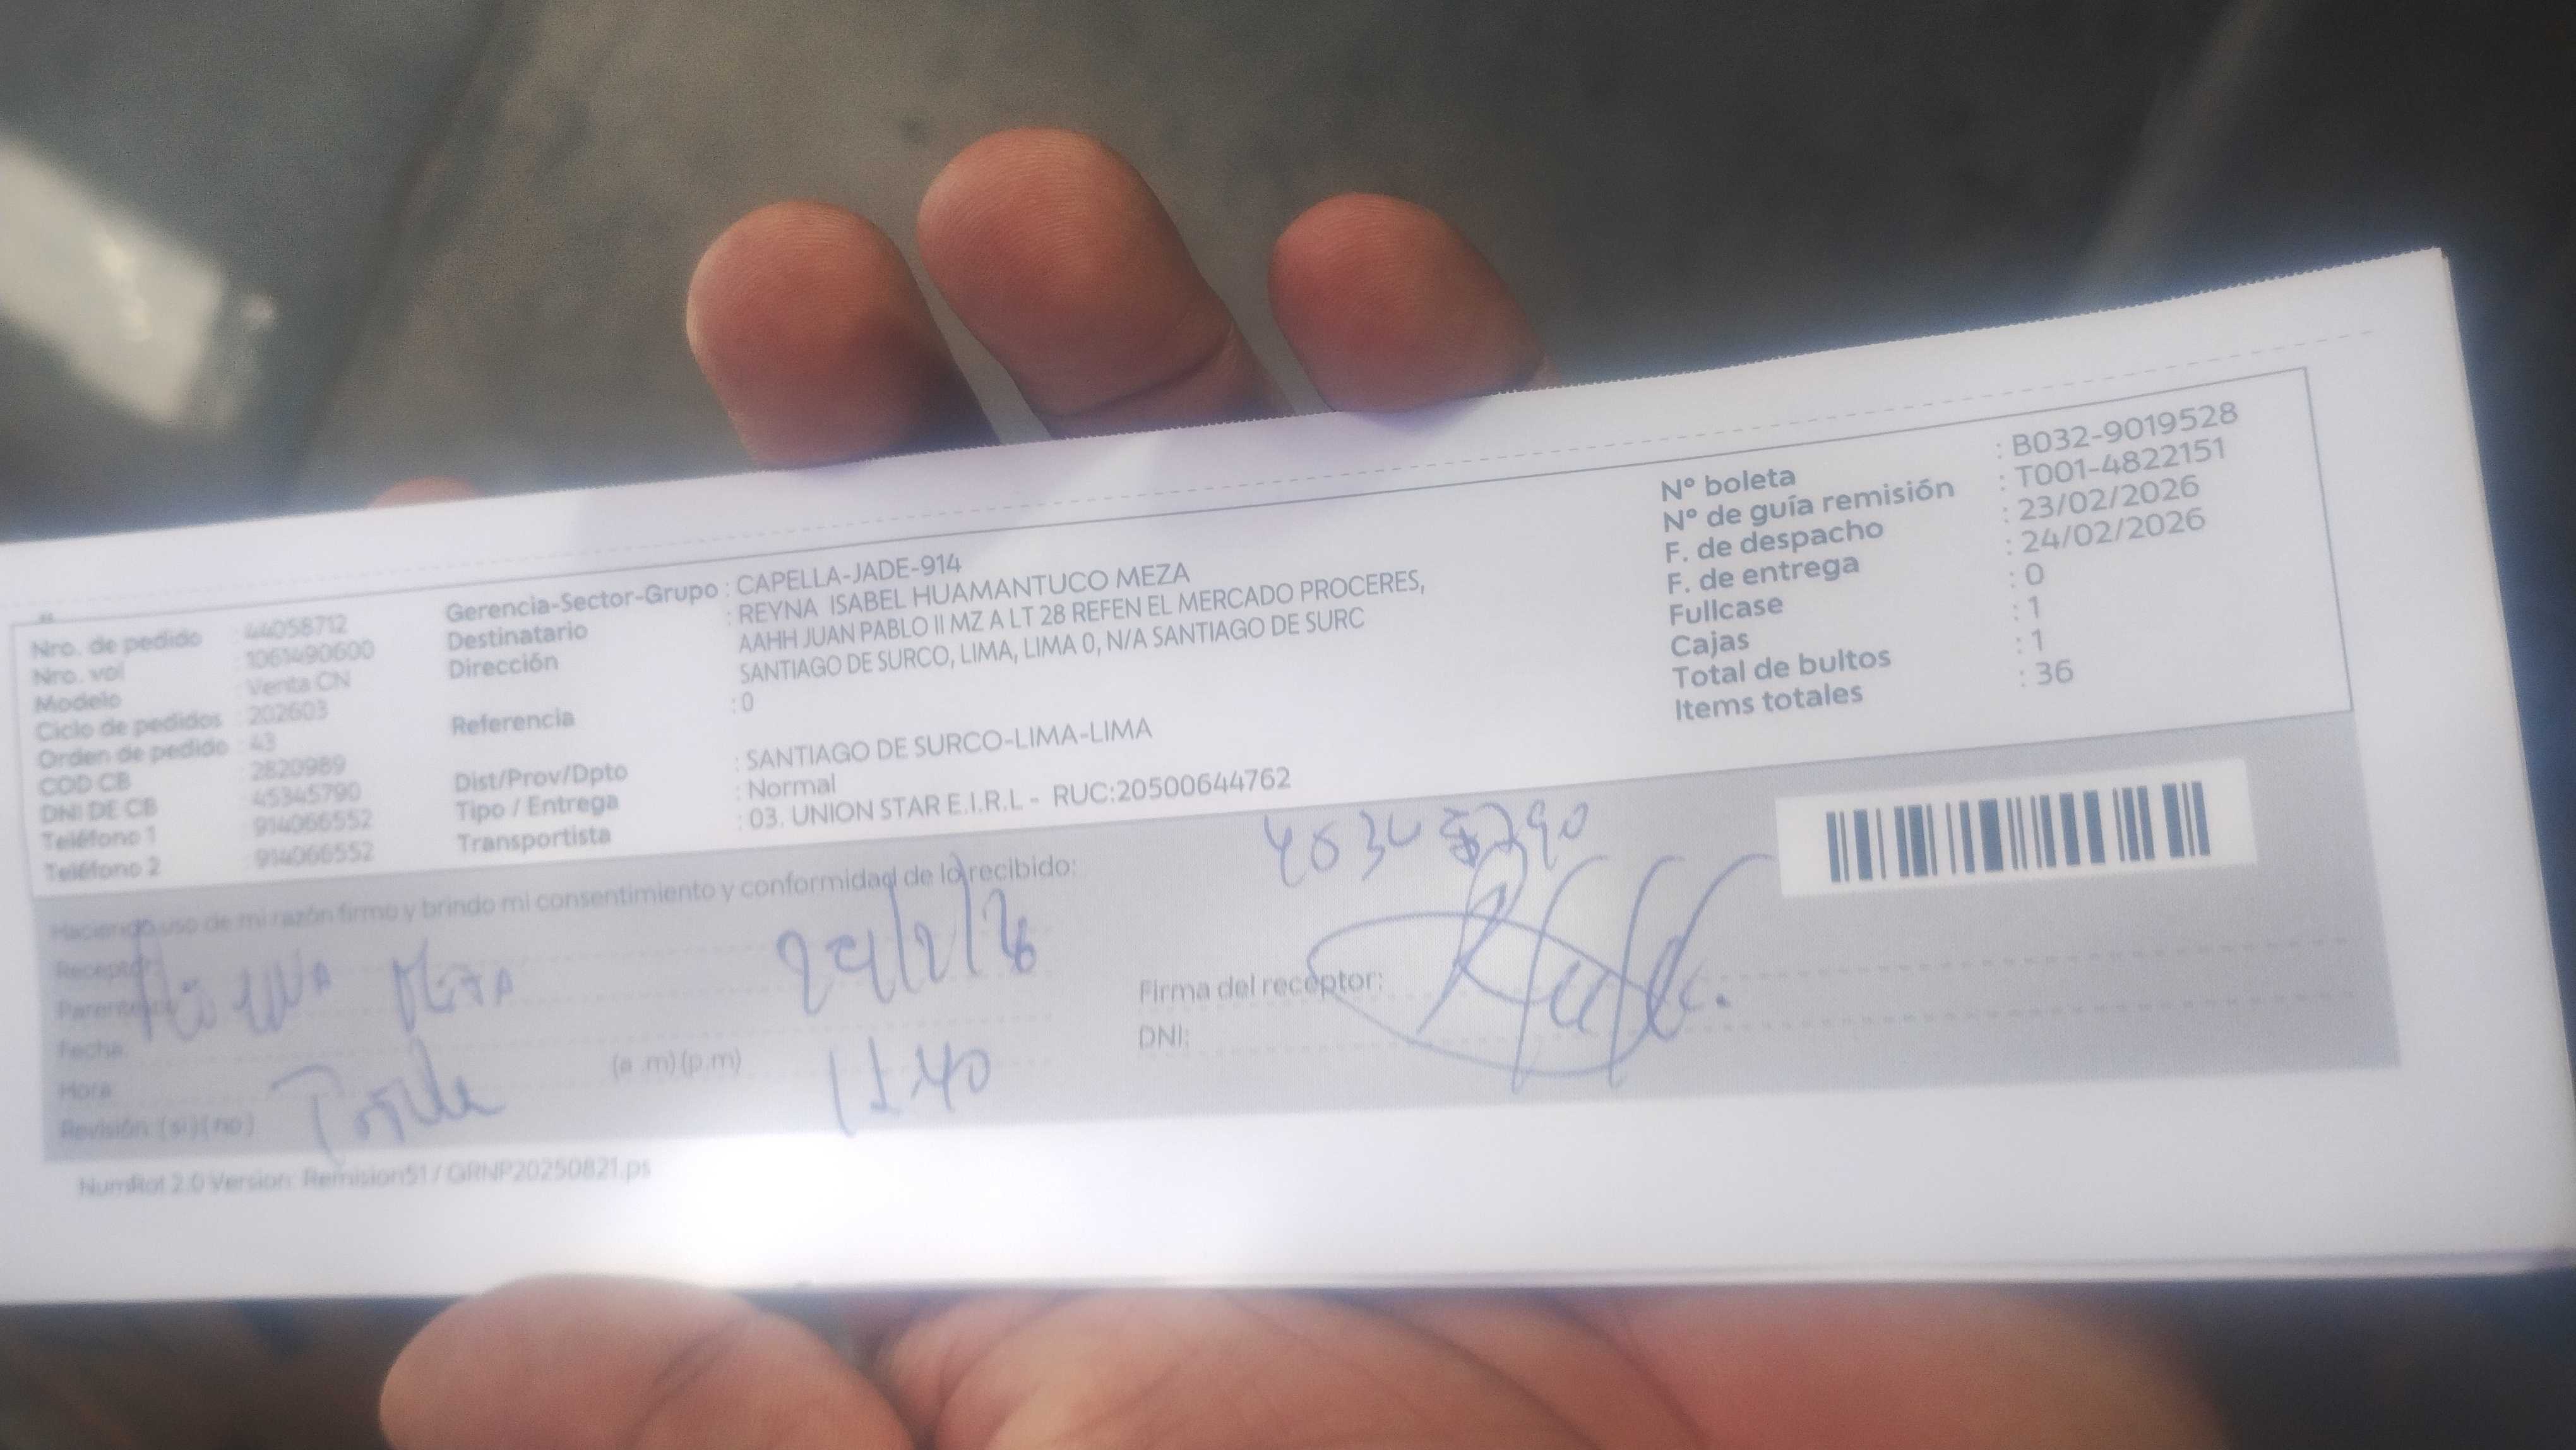 Nro. de pedido : 44058712
Nro. vol : 1061490600
Modelo : Venta CN
Ciclo de pedidos : 202603
Orden de pedido : 43
COD CB : 2820989
DNI DE CB : 45345790
Teléfono 1 : 914066552
Teléfono 2 : 914066552
Gerencia-Sector-Grupo : CAPELLA-JADE-914
Destinatario : REYNA ISABEL HUAMANTUCO MEZA
Dirección : AAHH JUAN PABLO II MZ A LT 28 REFEN EL MERCADO PROCERES,
SANTIAGO DE SURCO, LIMA, LIMA 0, N/A SANTIAGO DE SURC
Referencia : 0
Dist/Prov/Dpto : SANTIAGO DE SURCO-LIMA-LIMA
Tipo / Entrega : Normal
Transportista : 03. UNION STAR E.I.R.L - RUC:20500644762
Nº boleta : B032-9019528
Nº de guía remisión : T001-4822151
F. de despacho : 23/02/2026
F. de entrega : 24/02/2026
Fullcase : 0
Cajas : 1
Total de bultos : 1
Items totales : 36
Haciendo uso de mi razón firmo y brindo mi consentimiento y conformidad de lo recibido:
Receptor:
Parentesco:
Meza
Fecha:
Hora: (a .m) (p.m) 11:40
Revisión: (si) (no)
Firma del receptor:
DNI:
NumRot 2.0 Version: Remision51 / GRNP20250821.ps